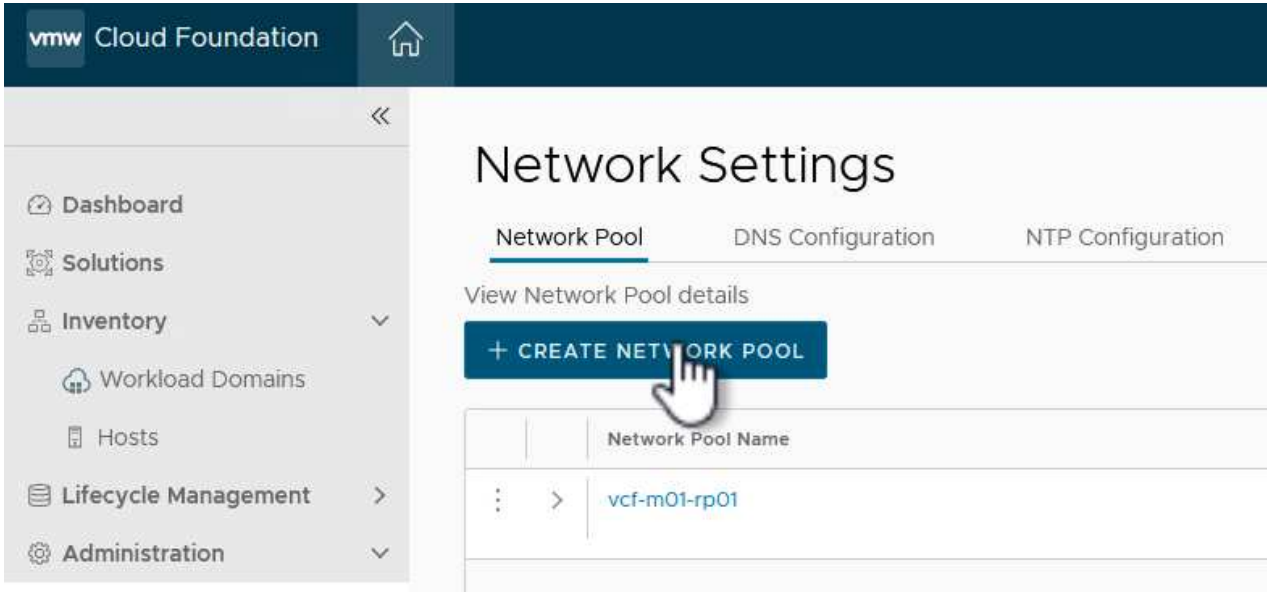 vmw Cloud Foundation
Network Settings
Dashboard
Solutions
Inventory
Workload Domains
Hosts
Lifecycle Management
Administration
Network Pool DNS Configuration NTP Configuration
View Network Pool details
+ CREATE NETWORK POOL
Network Pool Name
vcf-m01-rp01